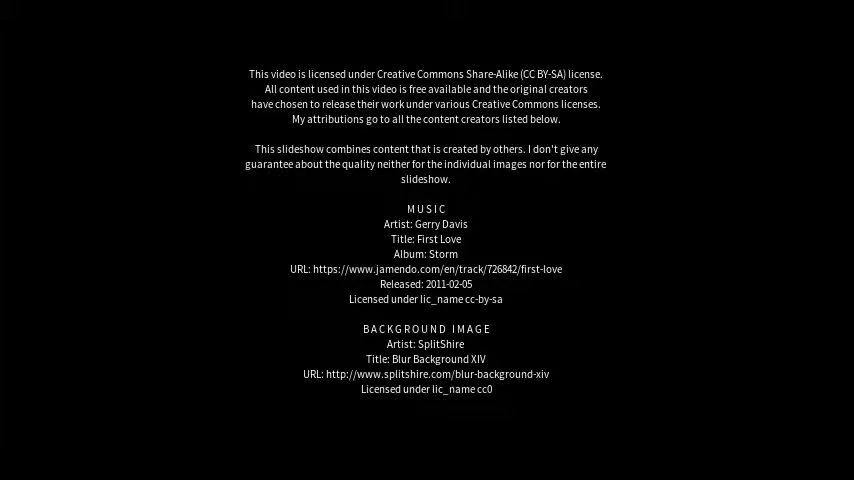 This video is licensed under Creative Commons Share-Alike (CC BY-SA) license.
All content used in this video is free available and the original creators
have chosen to release their work under various Creative Commons licenses.
My attributions go to all the content creators listed below.
This slideshow combines content that is created by others. I don't give any
guarantee about the quality neither for the individual images nor for the entire
slideshow.
MUSIC
Artist: Gerry Davis
Title: First Love
Album: Storm
URL: https://www.jamendo.com/en/track/726842/first-love
Released: 2011-02-05
Licensed under lic_name cc-by-sa
BACKGROUND IMAGE
Artist: SplitShire
Title: Blur Background XIV
URL: http://www.splitshire.com/blur-background-xiv
Licensed under lic_name cc0